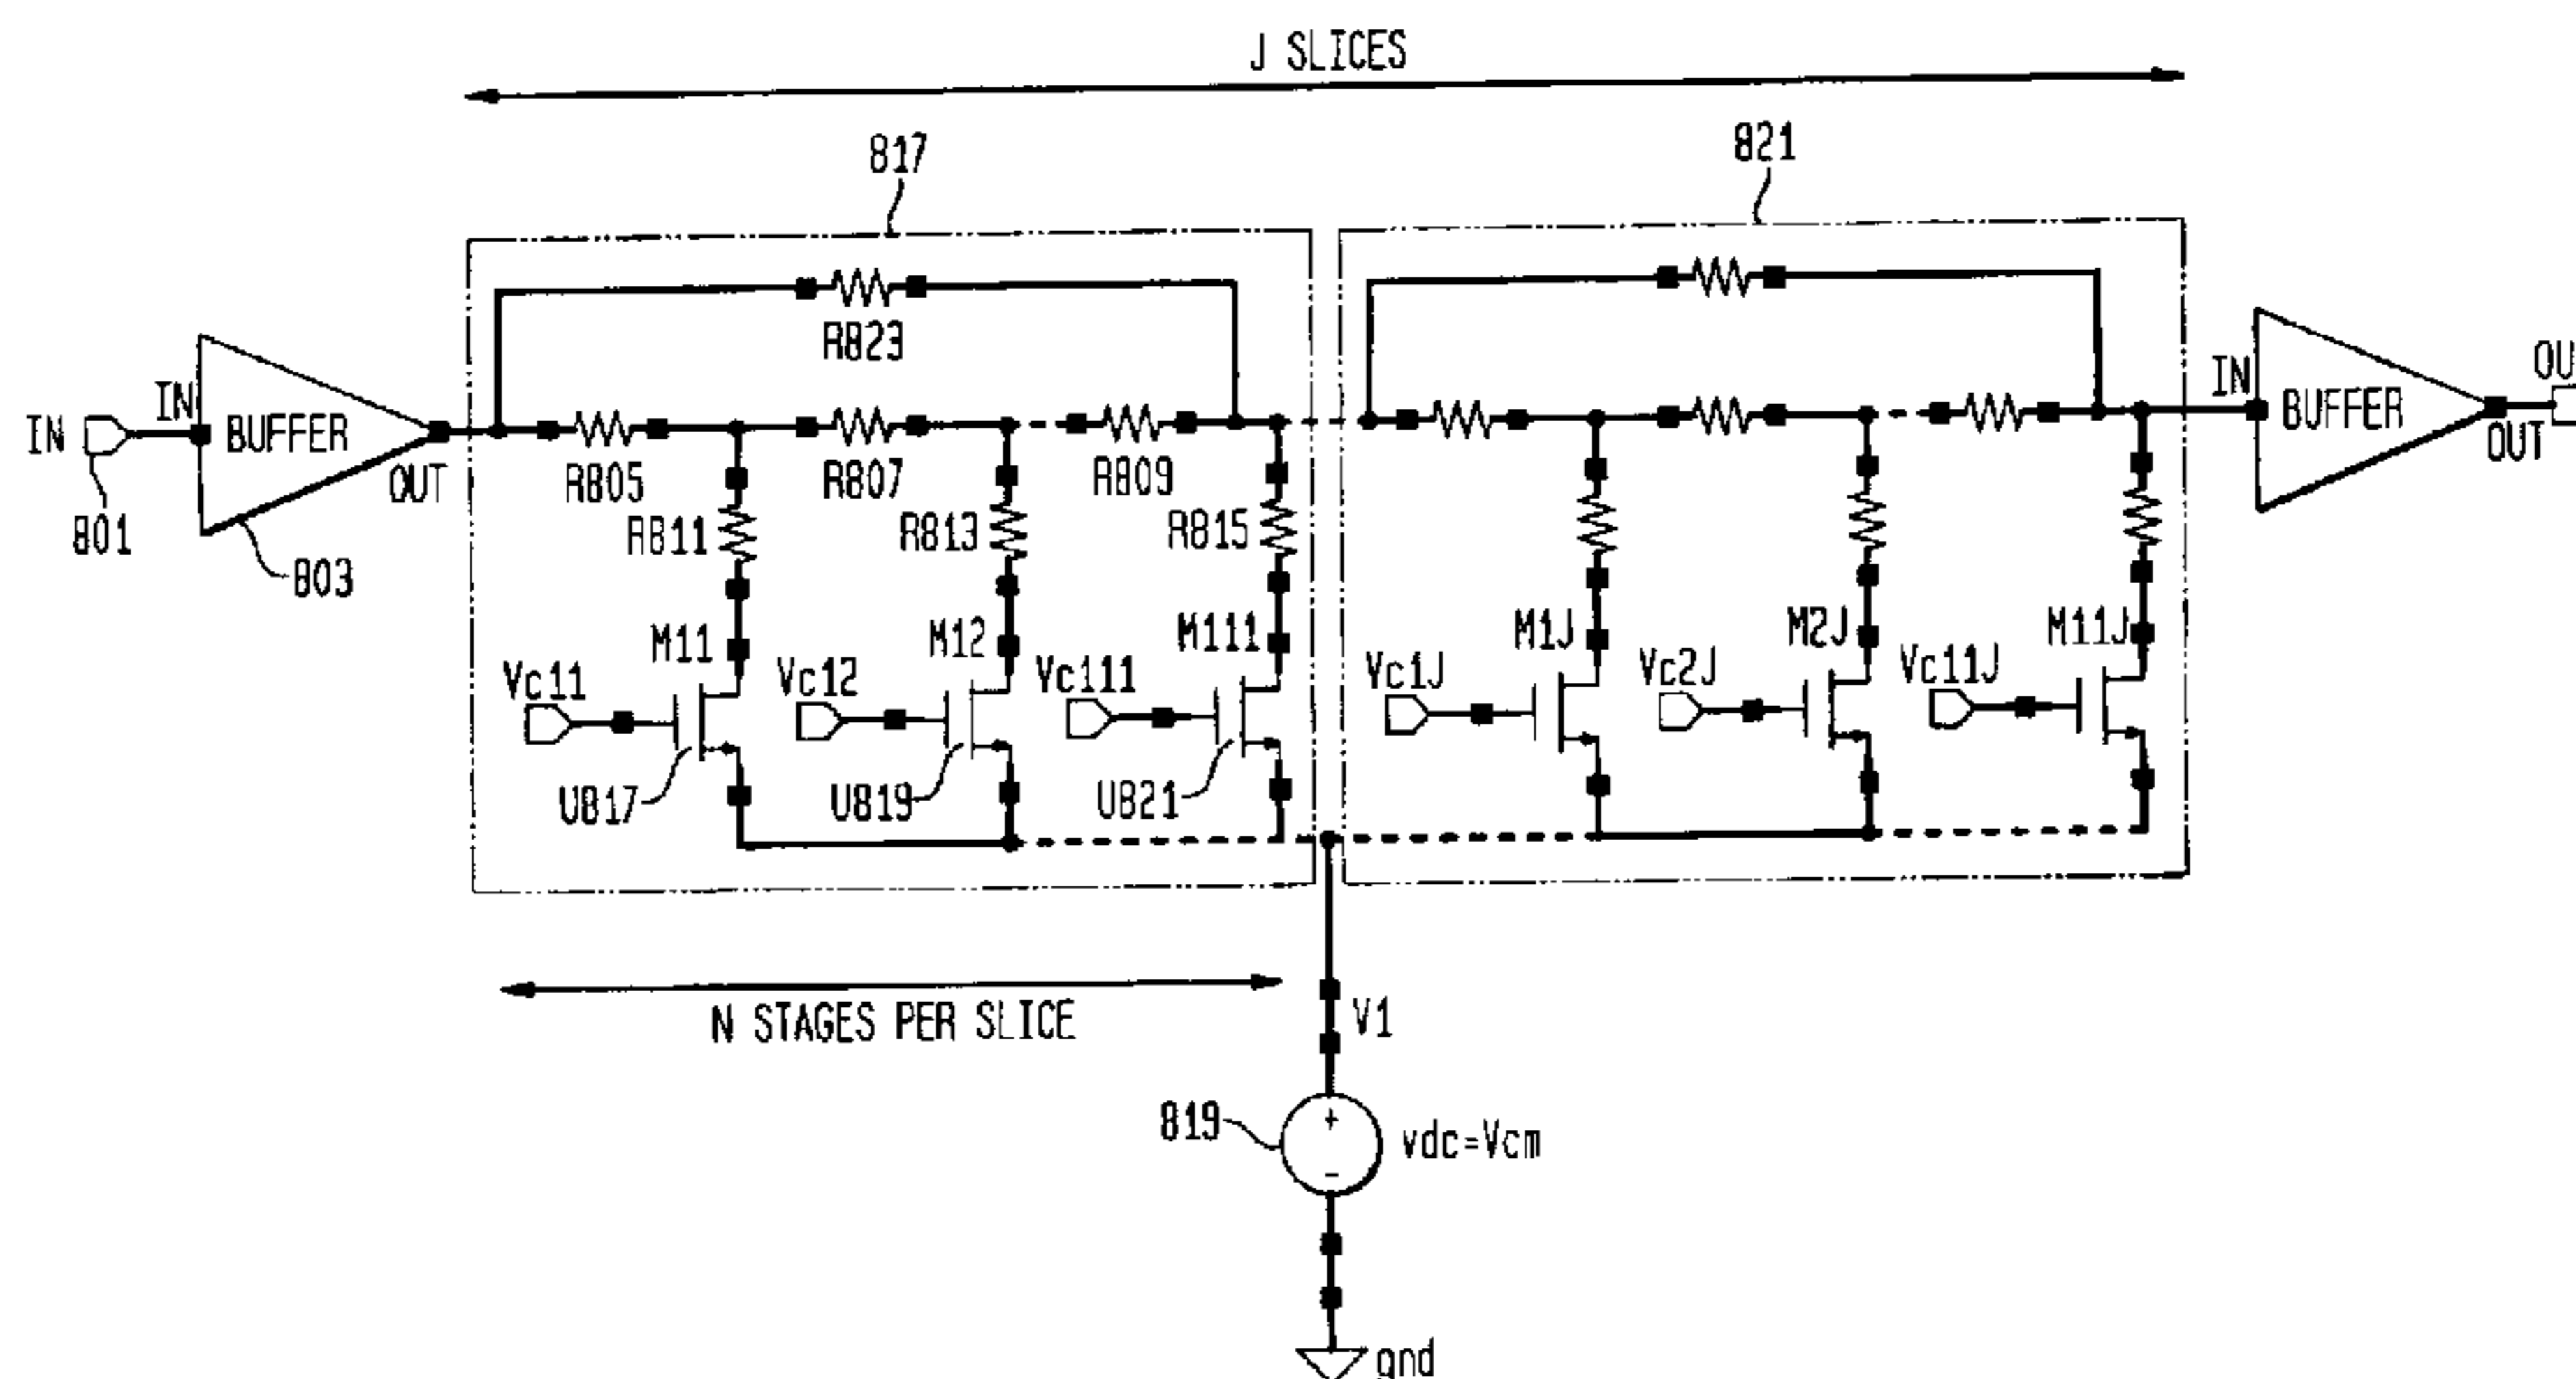 J SLICES
817
821
R823
IN
IN
BUFFER
OUT
801
803
R805
R807
R809
R811
R813
R815
IN
BUFFER
OUT
OU
M11
M12
M111
M1J
M2J
M11J
Vc11
Vc12
Vc111
Vc1J
Vc2J
Vc11J
U817
U819
U821
N STAGES PER SLICE
V1
819
+
-
vdc=Vcm
gnd